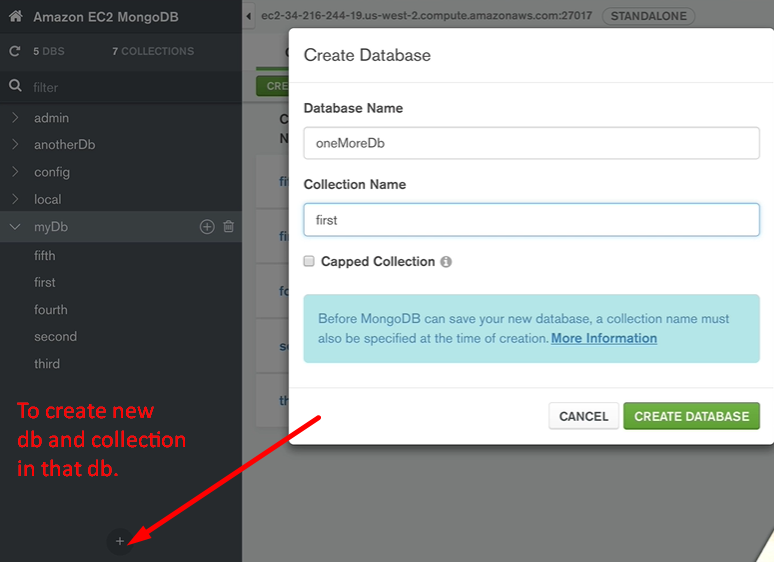 Amazon EC2 MongoDB
ec2-34-216-244-19.us-west-2.compute.amazonaws.com:27017 STANDALONE
5 DBS 7 COLLECTIONS
filter
admin
anotherDb
config
local
myDb
fifth
first
fourth
second
third
To create new
db and collection
in that db.
+
CRE
Create Database
Database Name
oneMoreDb
Collection Name
first
Capped Collection
Before MongoDB can save your new database, a collection name must
also be specified at the time of creation. More Information
CANCEL CREATE DATABASE